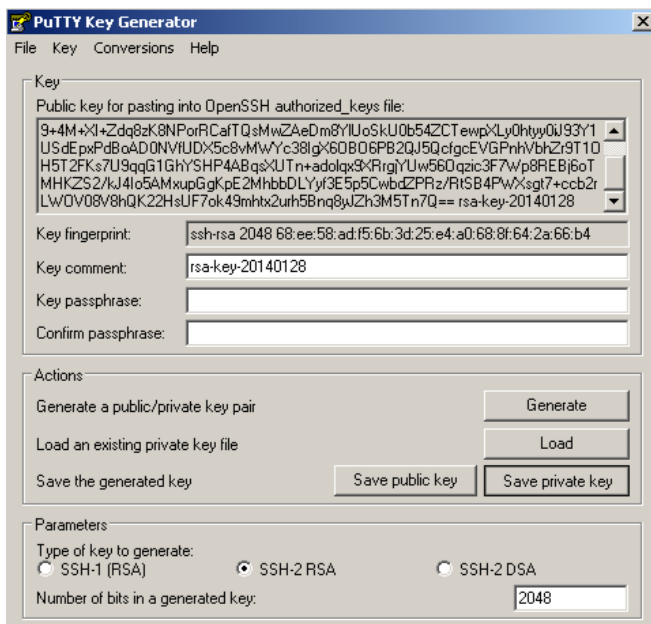 PuTTY Key Generator
File Key Conversions Help
Key
Public key for pasting into OpenSSH authorized_keys file:
9+4M+XI+Zdq8zK8NPorRCafTQsMwZAeDm8YlUoSkU0b54ZCTewpXLy0htyy0iJ93Y1
USdEpxPdBoAD0NVfUDX5c8vMW/Yc38lgX6OBO6PB2QJ5QcfgcEVGPnhVbhZr9T1O
H5T2FKs7U9qqG1GhYSHP4ABqsXUTn+adolqx9XRrgjYUw56Oqzic3F7Wp8REBj6oT
MHKZS2/kJ4Io5AMxupGgKpE2MhbbDLYyf3E5p5CwbdZPRz/RtSB4PWXsgt7+ccb2r
LWOV08V8hQK22HsUF7ok49mhtx2urh5Bnq8yJZh3M5Tn7Q== rsa-key-20140128
Key fingerprint: ssh-rsa 2048 68:ee:58:ad:f5:6b:3d:25:e4:a0:68:8f:64:2a:66:b4
Key comment: rsa-key-20140128
Key passphrase:
Confirm passphrase:
Actions
Generate a public/private key pair Generate
Load an existing private key file Load
Save the generated key Save public key Save private key
Parameters
Type of key to generate:
SSH-1 (RSA) SSH-2 RSA SSH-2 DSA
Number of bits in a generated key: 2048